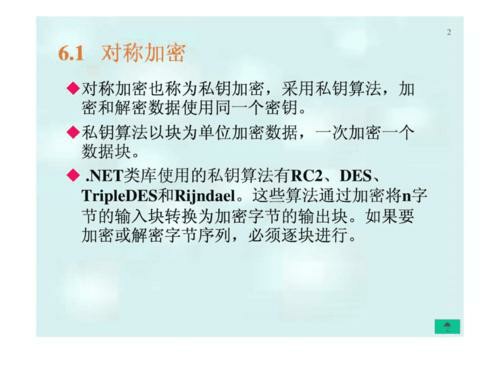 2
6.1 对称加密
◆对称加密也称为私钥加密，采用私钥算法，加
密和解密数据使用同一个密钥。
◆私钥算法以块为单位加密数据，一次加密一个
数据块。
◆ .NET类库使用的私钥算法有RC2、DES、
TripleDES和Rijndael。这些算法通过加密将n字
节的输入块转换为加密字节的输出块。如果要
加密或解密字节序列，必须逐块进行。